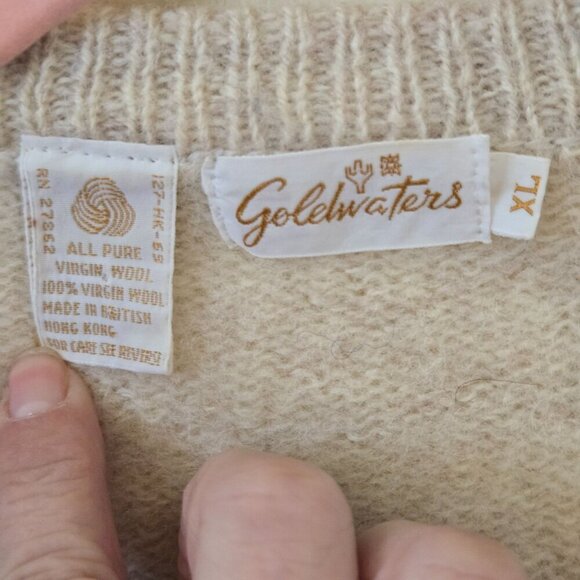 RN 27862
127-HK-69
ALL PURE
VIRGIN, WOOL
100% VIRGIN WOOL
MADE IN BRITISH
HONG KONG
FOR CARE SEE REVERSE
Goldwaters
XL